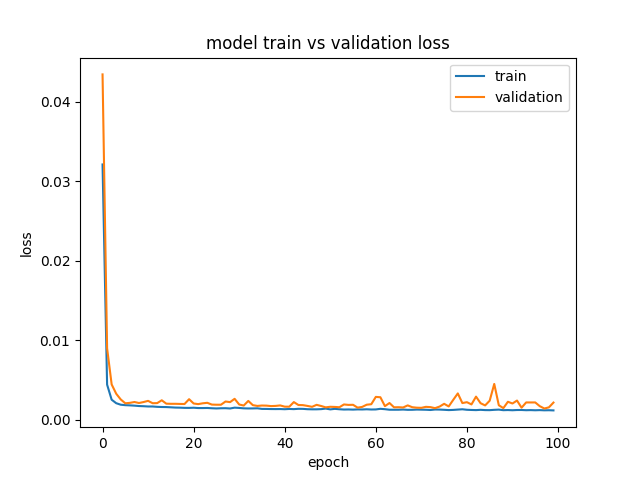 model train vs validation loss
train
validation
0.04
0.03
0.02
0.01
0.00
loss
0
20
40
60
80
100
epoch